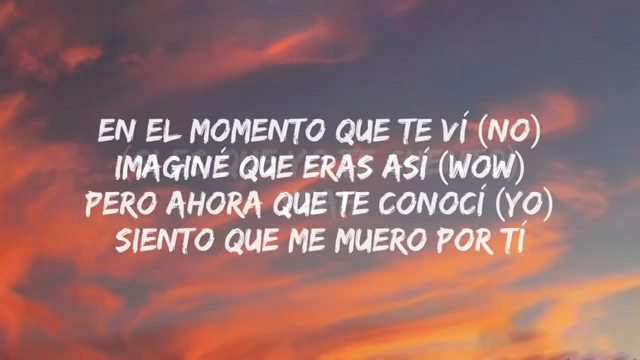 EN EL MOMENTO QUE TE VÍ (NO)
IMAGINÉ QUE ERAS ASÍ (WOW)
PERO AHORA QUE TE CONOCÍ (YO)
SIENTO QUE ME MUERO POR TÍ